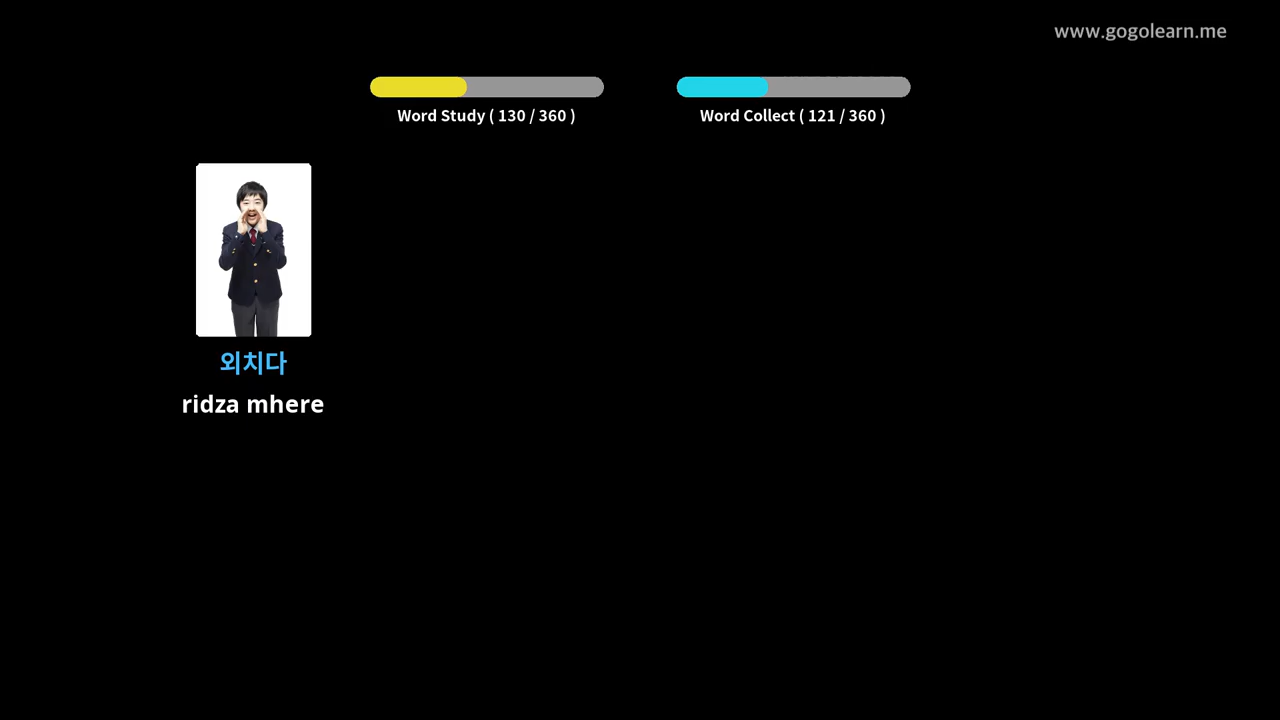 www.gogolearn.me
Word Study ( 130 / 360 )
Word Collect ( 121 / 360 )
외치다
ridza mhere